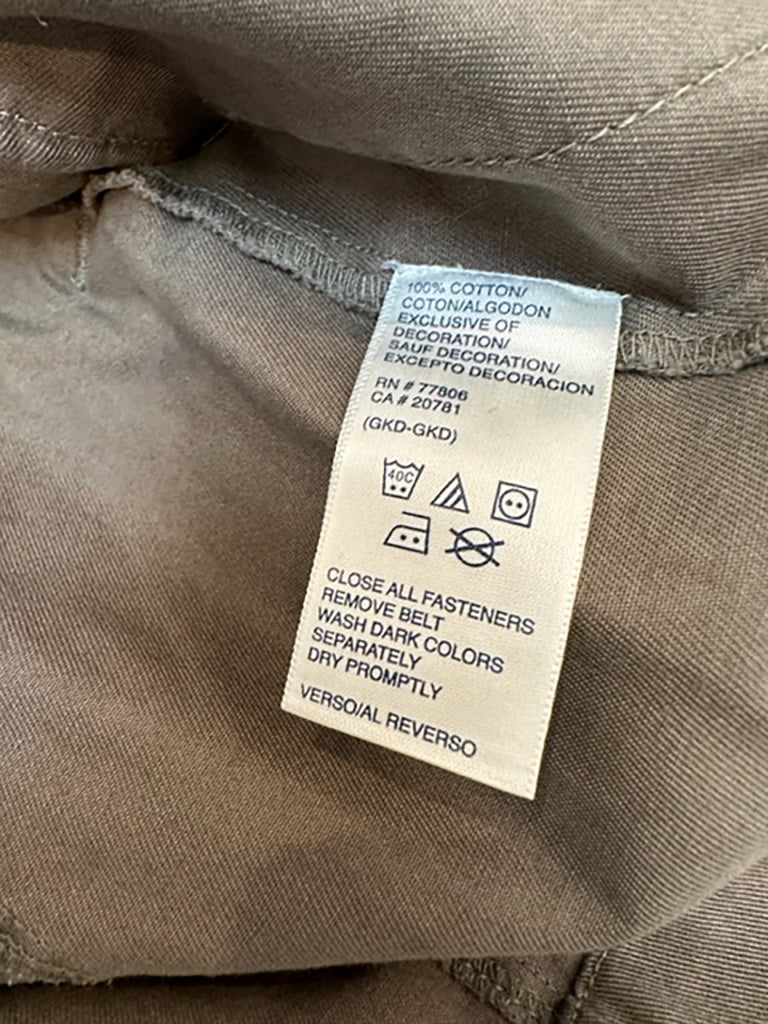 100% COTTON/
COTON/ALGODON
EXCLUSIVE OF
DECORATION/
SAUF DECORATION/
EXCEPTO DECORACION
RN # 77806
CA # 20781
(GKD-GKD)
40C
CLOSE ALL FASTENERS
REMOVE BELT
WASH DARK COLORS
SEPARATELY
DRY PROMPTLY
VERSO/AL REVERSO